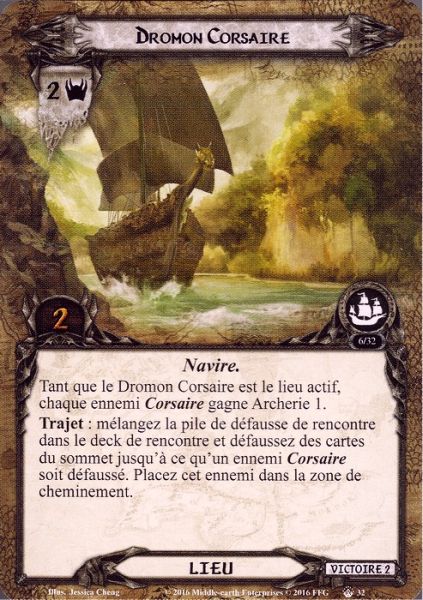 Dromon Corsaire
2
2
6/32
Navire.
Tant que le Dromon Corsaire est le lieu actif,
chaque ennemi Corsaire gagne Archerie 1.
Trajet : mélangez la pile de défausse de rencontre
dans le deck de rencontre et défaussez des cartes
du sommet jusqu'à ce qu'un ennemi Corsaire
soit défaussé. Placez cet ennemi dans la zone de
cheminement.
LIEU
VICTOIRE 2
Illus. Jessica Cheng
© 2016 Middle-earth Enterprises © 2016 FFG
32